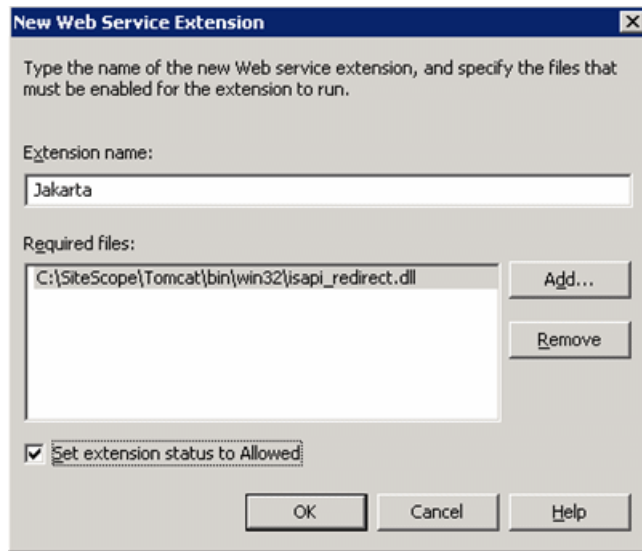 New Web Service Extension
Type the name of the new Web service extension, and specify the files that
must be enabled for the extension to run.
Extension name:
Jakarta
Required files:
C:\SiteScope\Tomcat\bin\win32\isapi_redirect.dll
Add...
Remove
Set extension status to Allowed
OK
Cancel
Help